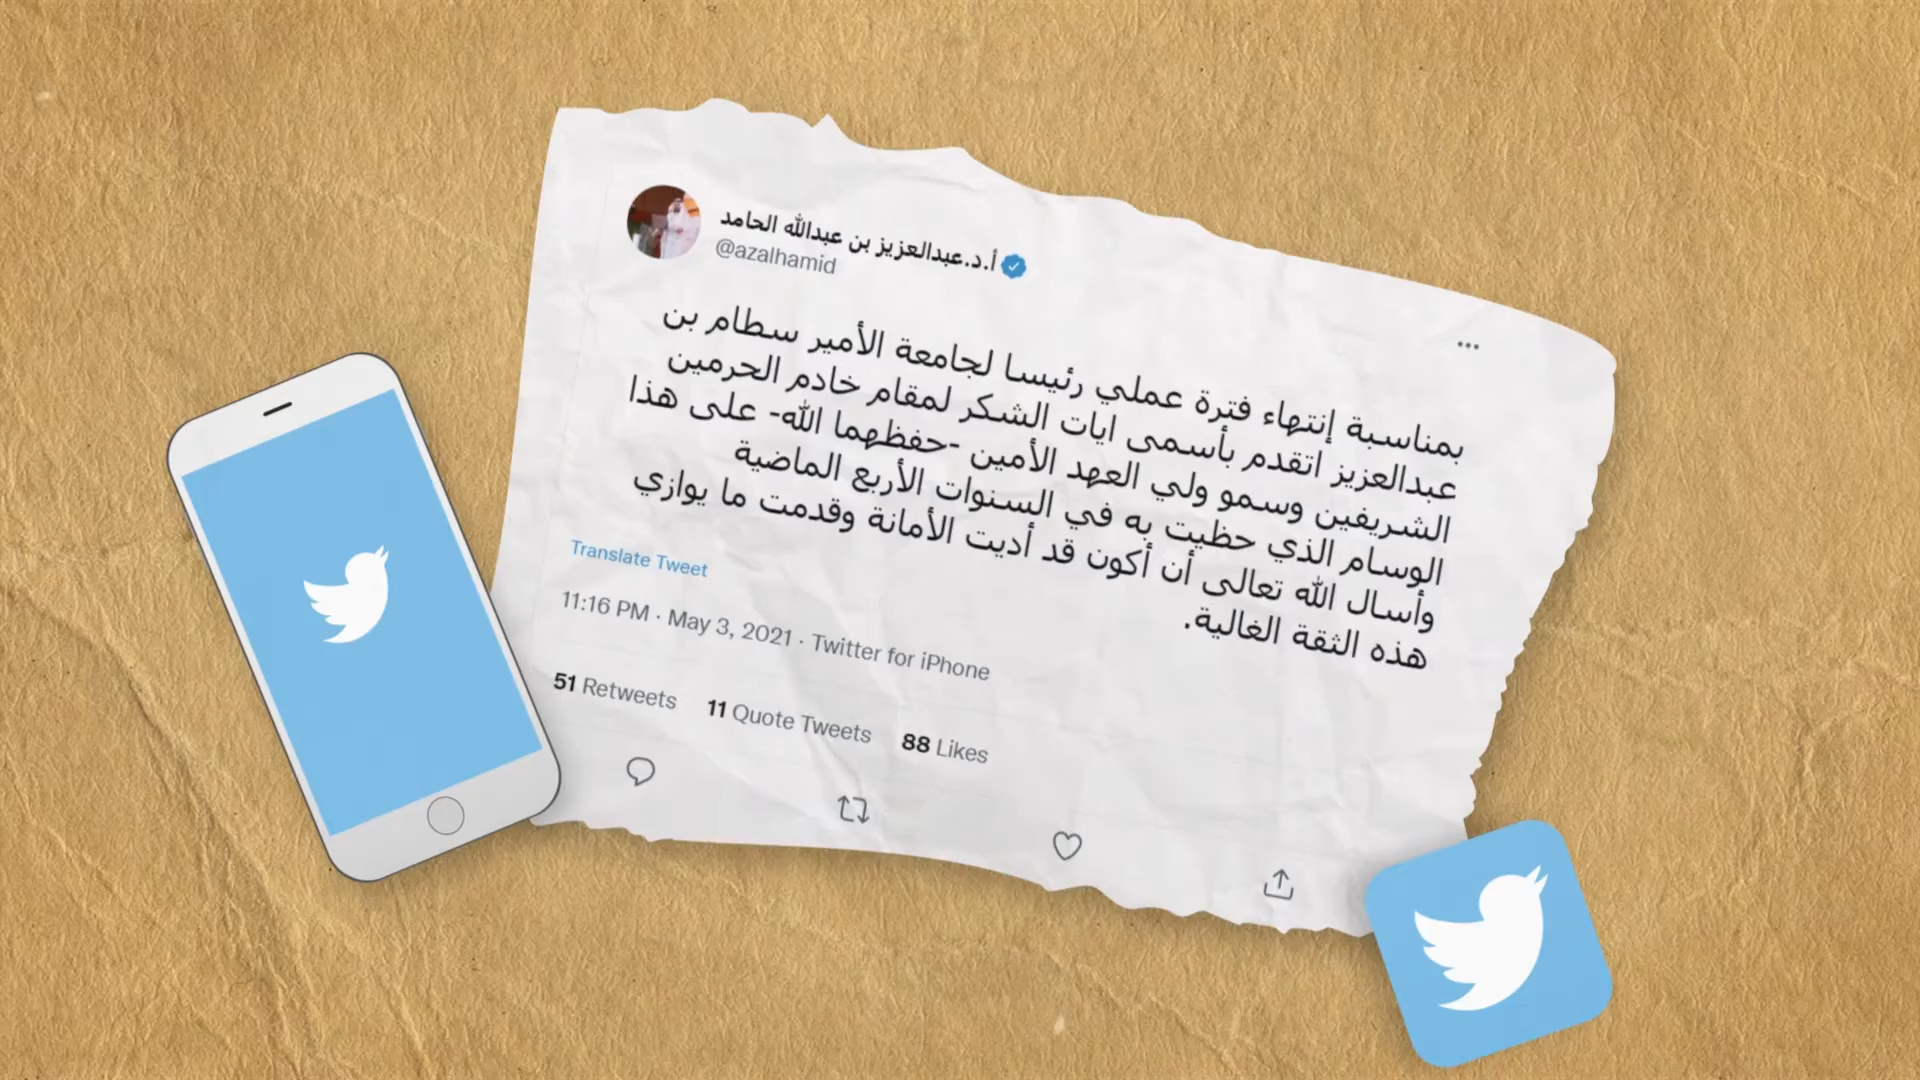 أ.د.عبدالعزيز بن عبدالله الحامد
@azalhamid
بمناسبة إنتهاء فترة عملي رئيسا لجامعة الأمير سطام بن
عبدالعزيز اتقدم بأسمى ايات الشكر لمقام خادم الحرمين
الشريفين وسمو ولي العهد الأمين -حفظهما الله- على هذا
الوسام الذي حظيت به في السنوات الأربع الماضية
وأسال الله تعالى أن أكون قد أديت الأمانة وقدمت ما يوازي
هذه الثقة الغالية.
Translate Tweet
11:16 PM · May 3, 2021 · Twitter for iPhone
51 Retweets 11 Quote Tweets 88 Likes